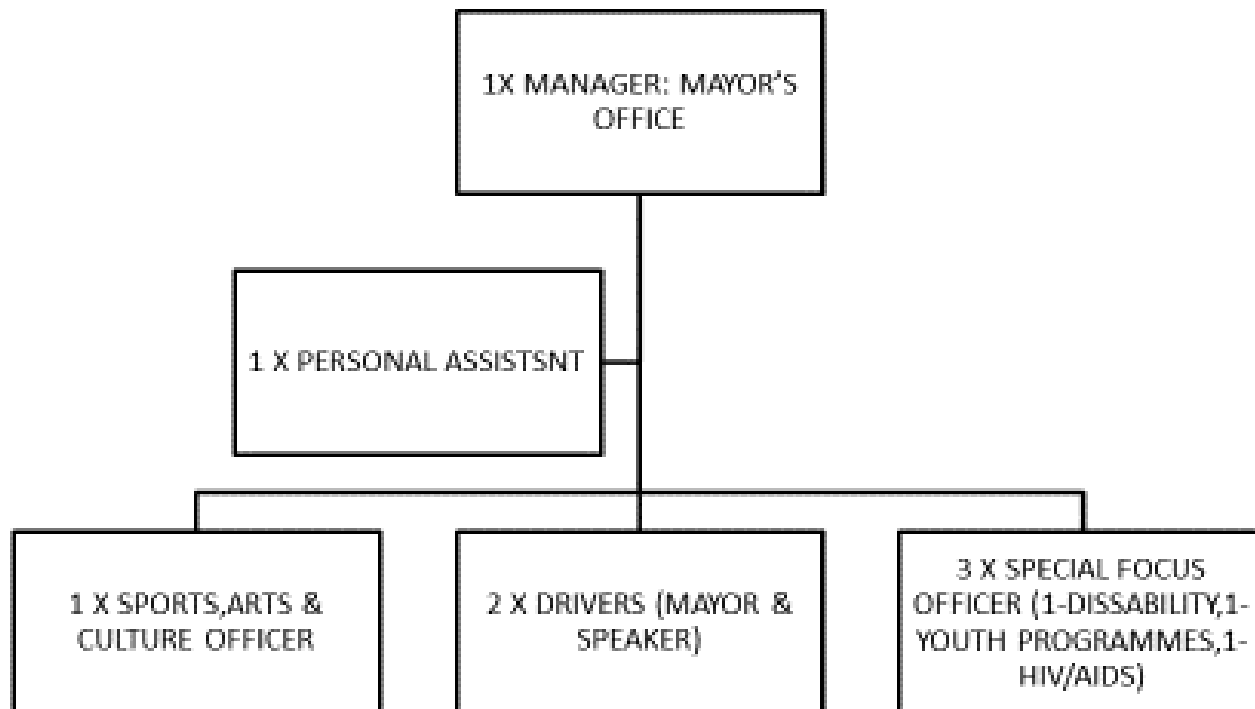 1X MANAGER: MAYOR'S
OFFICE
1 X PERSONAL ASSISTSNT
1 X SPORTS,ARTS &
CULTURE OFFICER
2 X DRIVERS (MAYOR &
SPEAKER)
3 X SPECIAL FOCUS
OFFICER (1-DISSABILITY,1-
YOUTH PROGRAMMES,1-
HIV/AIDS)